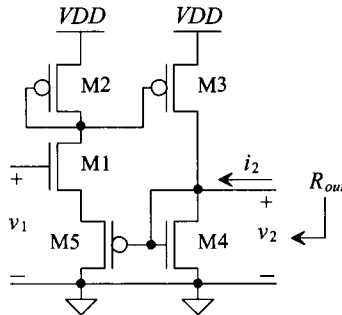 VDD VDD
M2 M3
M1
i2
+ + Rout
v1 M5 M4 v2
− −